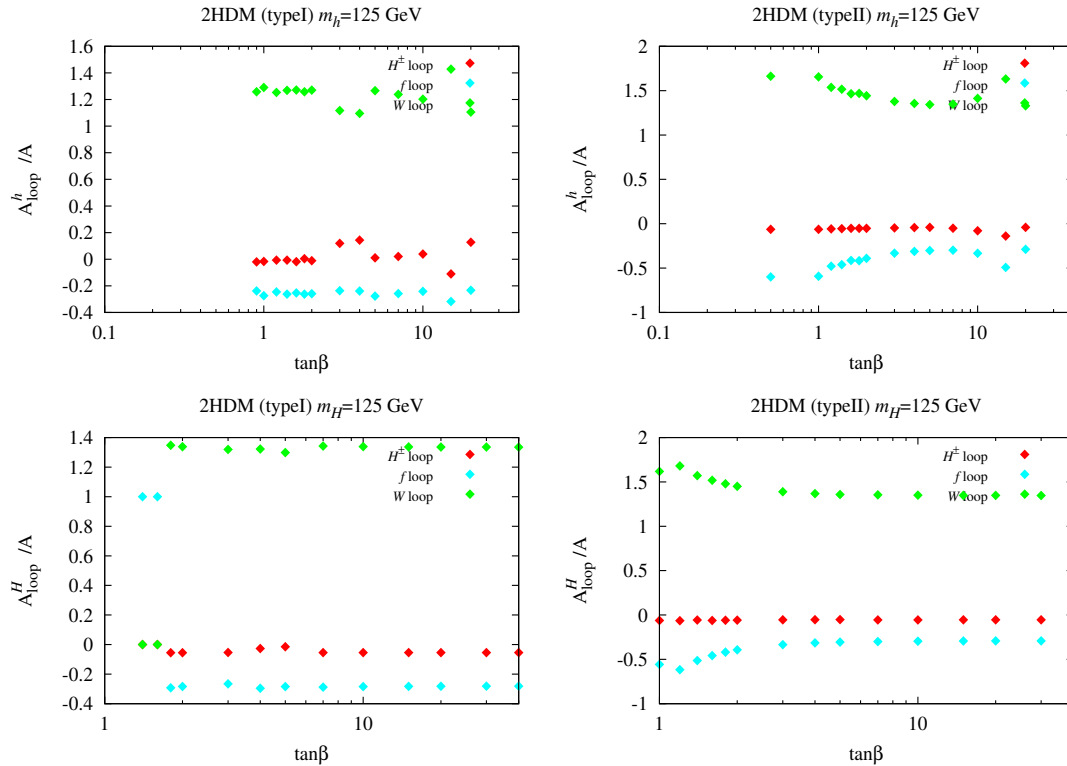 2HDM (typeI) m_h=125 GeV
1.6
1.4
1.2
1
0.8
0.6
0.4
0.2
0
-0.2
-0.4
0.1
1
10
A^h_loop /A
tanβ
H^± loop
f loop
W loop
2HDM (typeII) m_h=125 GeV
2
1.5
1
0.5
0
-0.5
-1
0.1
1
10
A^h_loop /A
tanβ
H^± loop
f loop
W loop
2HDM (typeI) m_H=125 GeV
1.4
1.2
1
0.8
0.6
0.4
0.2
0
-0.2
-0.4
1
10
A^H_loop /A
tanβ
H^± loop
f loop
W loop
2HDM (typeII) m_H=125 GeV
2
1.5
1
0.5
0
-0.5
-1
1
10
A^H_loop /A
tanβ
H^± loop
f loop
W loop